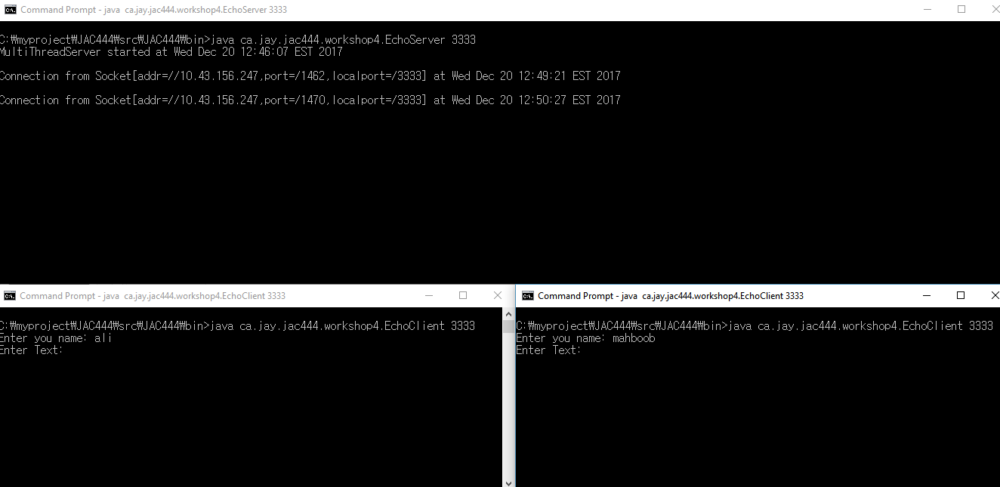 Command Prompt - java  ca.jay.jac444.workshop4.EchoServer 3333
C:₩myproject₩JAC444₩src₩JAC444₩bin>java ca.jay.jac444.workshop4.EchoServer 3333
MultiThreadServer started at Wed Dec 20 12:46:07 EST 2017
Connection from Socket[addr=//10.43.156.247,port=/1462,localport=/3333] at Wed Dec 20 12:49:21 EST 2017
Connection from Socket[addr=//10.43.156.247,port=/1470,localport=/3333] at Wed Dec 20 12:50:27 EST 2017
Command Prompt - java  ca.jay.jac444.workshop4.EchoClient 3333
C:₩myproject₩JAC444₩src₩JAC444₩bin>java ca.jay.jac444.workshop4.EchoClient 3333
Enter you name: ali
Enter Text:
Command Prompt - java  ca.jay.jac444.workshop4.EchoClient 3333
C:₩myproject₩JAC444₩src₩JAC444₩bin>java ca.jay.jac444.workshop4.EchoClient 3333
Enter you name: mahboob
Enter Text: